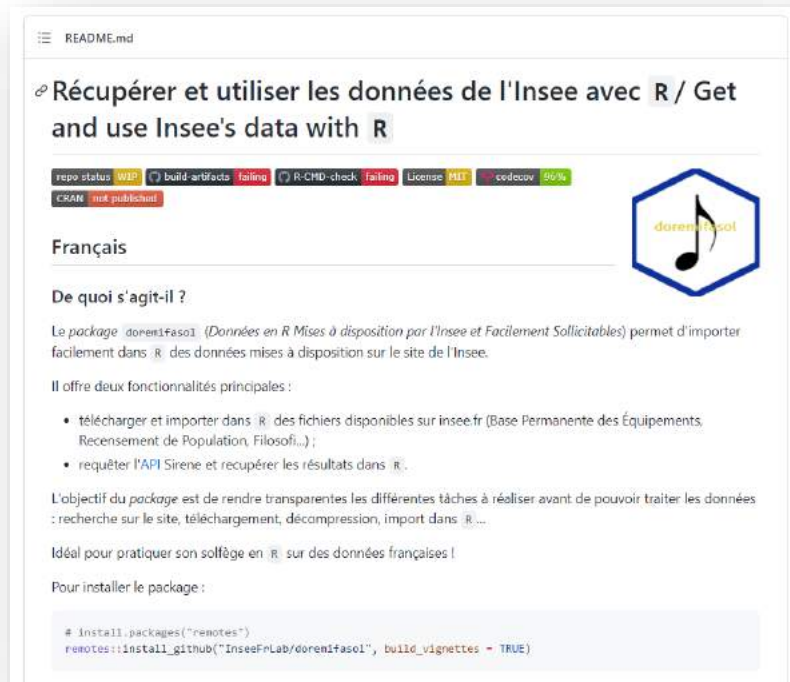 README.md
Récupérer et utiliser les données de l'Insee avec R / Get
and use Insee's data with R
repo status WIP build-artifacts failing R-CMD-check failing License MIT codecov 96%
CRAN not published
doremifasol
Français
De quoi s'agit-il ?
Le package doremifasol (Données en R Mises à disposition par l'Insee et Facilement Sollicitables) permet d'importer
facilement dans R des données mises à disposition sur le site de l'Insee.
Il offre deux fonctionnalités principales :
• télécharger et importer dans R des fichiers disponibles sur insee.fr (Base Permanente des Équipements,
Recensement de Population, Filosofi...) ;
• requêter l'API Sirene et recupérer les résultats dans R.
L'objectif du package est de rendre transparentes les différentes tâches à réaliser avant de pouvoir traiter les données
: recherche sur le site, téléchargement, décompression, import dans R ...
Idéal pour pratiquer son solfège en R sur des données françaises !
Pour installer le package :
# install.packages("remotes")
remotes::install_github("InseeFrLab/doremifasol", build_vignettes = TRUE)